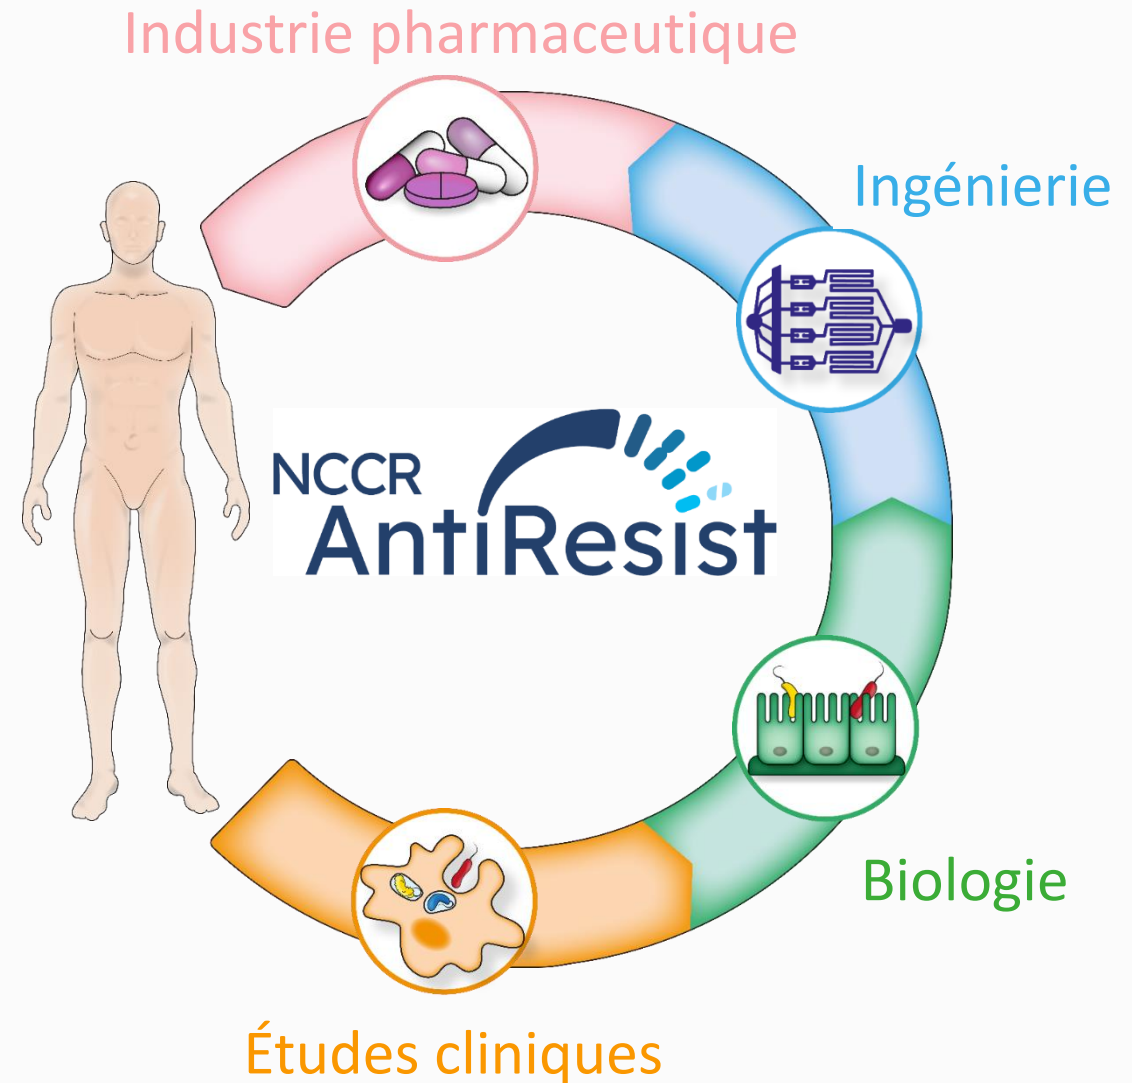 Industrie pharmaceutique
Ingénierie
NCCR
AntiResist
Biologie
Études cliniques